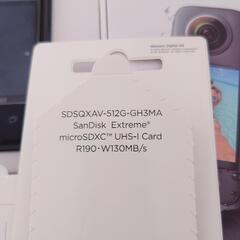 SDSQXAV-512G-GH3MA
SanDisk Extreme®
microSDXC™ UHS-I Card
R190・W130MB/s